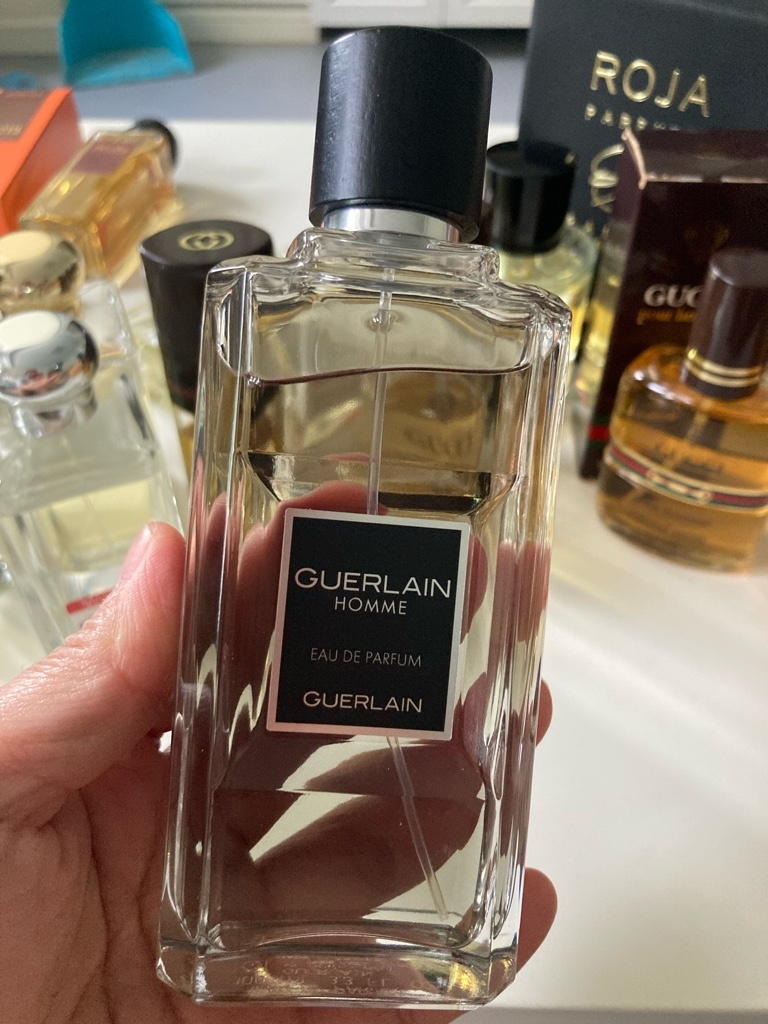 ROJA
GUC
GUERLAIN
HOMME
EAU DE PARFUM
GUERLAIN